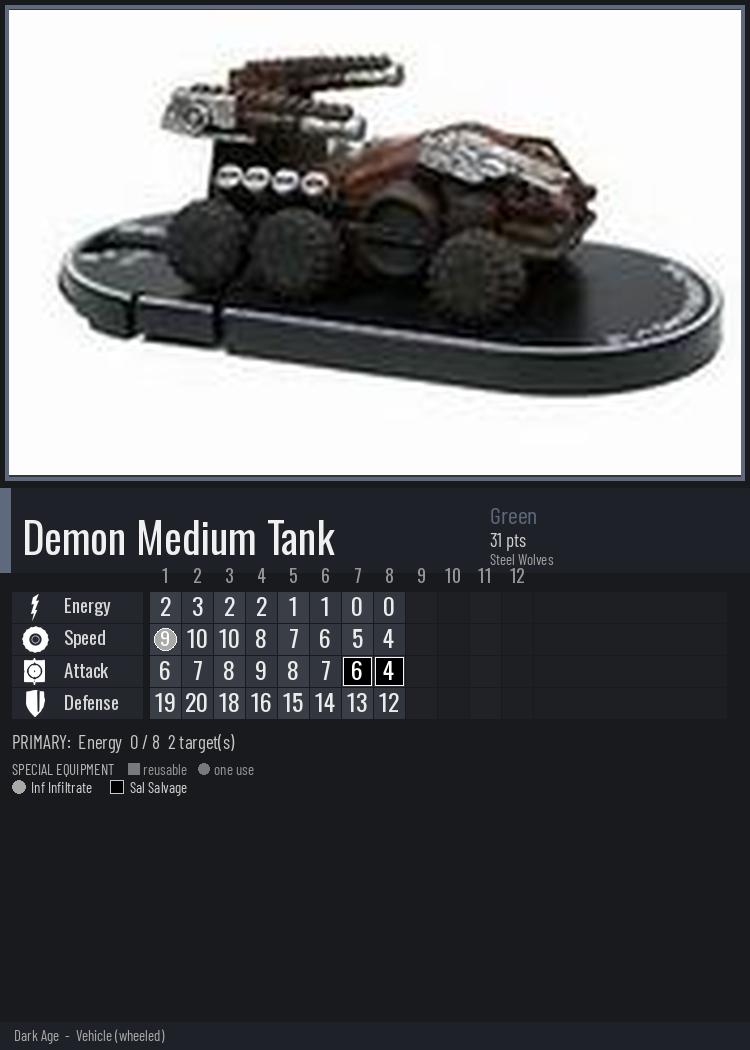 Demon Medium Tank
Green
31 pts
Steel Wolves
1 2 3 4 5 6 7 8 9 10 11 12
Energy 2 3 2 2 1 1 0 0
Speed 9 10 10 8 7 6 5 4
Attack 6 7 8 9 8 7 6 4
Defense 19 20 18 16 15 14 13 12
PRIMARY: Energy 0 / 8 2 target(s)
SPECIAL EQUIPMENT reusable one use
Inf Infiltrate Sal Salvage
Dark Age - Vehicle (wheeled)